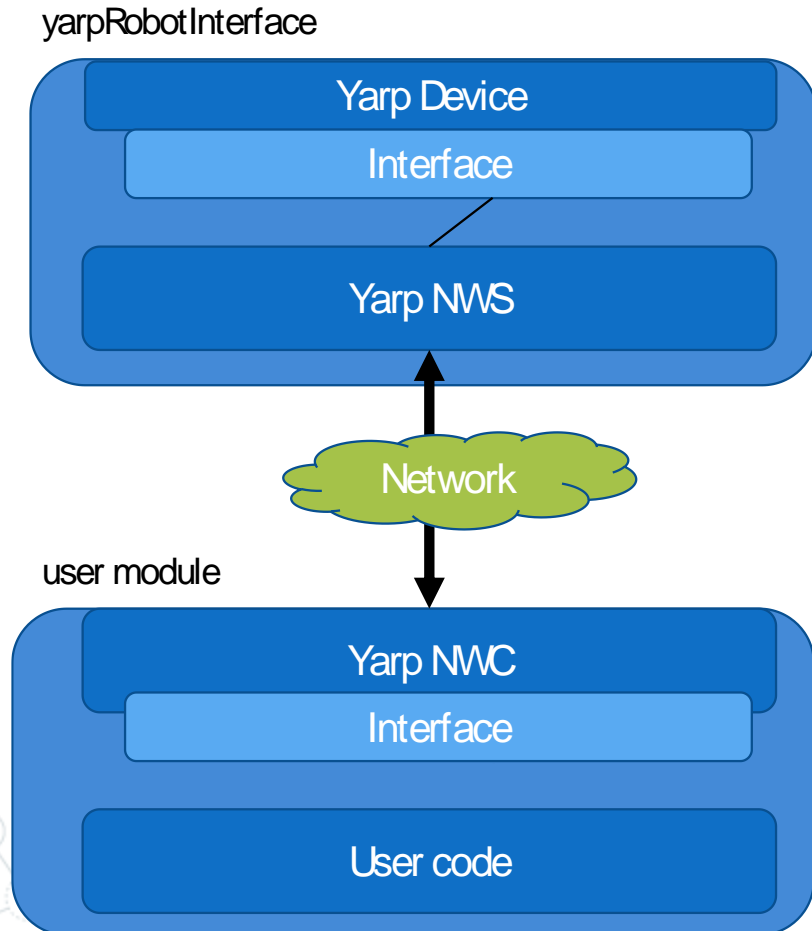 yarpRobotInterface
Yarp Device
Interface
Yarp NWS
Network
user module
Yarp NWC
Interface
User code